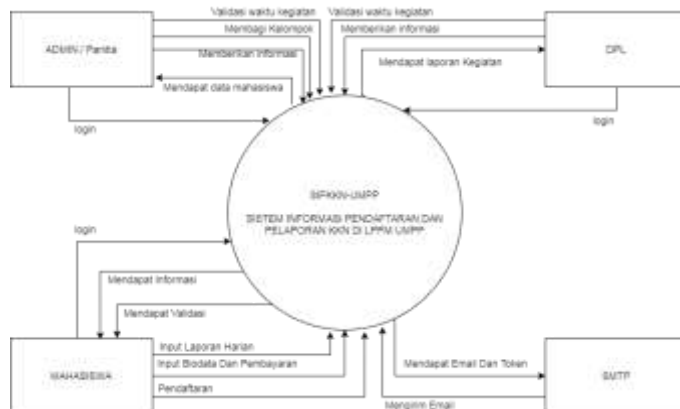 Validasi waktu kegiatan
Membagi Kelompok
Memberikan Informasi
Mendapat data mahasiswa
ADMIN / Panitia
login
Validasi waktu kegiatan
Memberikan informasi
Mendapat laporan Kegiatan
DPL
login
SIPKKN-UMPP
SISTEM INFORMASI PENDAFTARAN DAN
PELAPORAN KKN DI LPPM UMPP
login
Mendapat Informasi
Mendapat Validasi
Input Laporan Harian
Input Biodata Dan Pembayaran
Pendaftaran
MAHASISWA
Mendapat Email Dan Token
Mengirim Email
SMTP